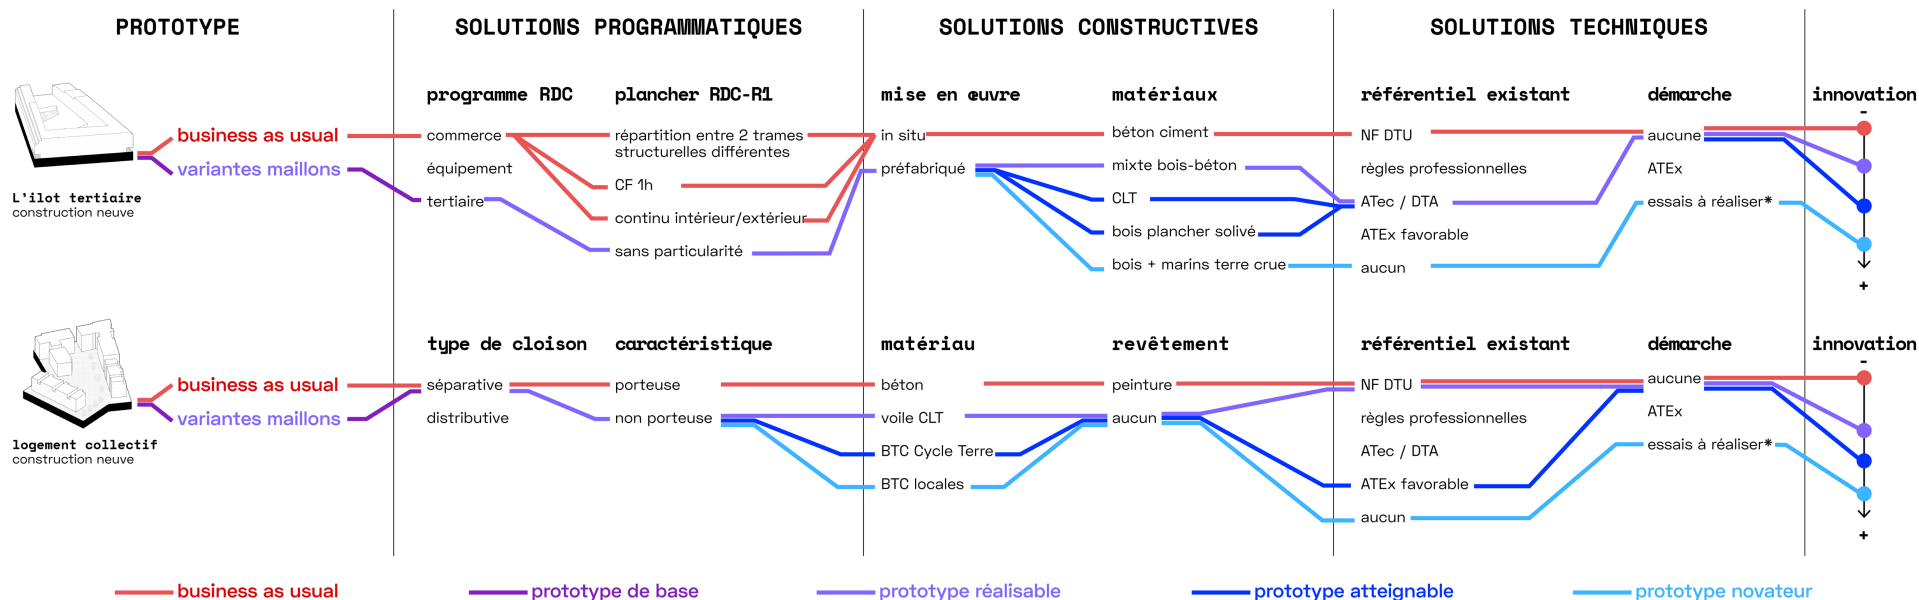 PROTOTYPE
SOLUTIONS PROGRAMMATIQUES
SOLUTIONS CONSTRUCTIVES
SOLUTIONS TECHNIQUES
programme RDC
plancher RDC-R1
mise en œuvre
matériaux
référentiel existant
démarche
innovation
-
business as usual
commerce
répartition entre 2 trames
structurelles différentes
in situ
béton ciment
NF DTU
aucune
variantes maillons
équipement
préfabriqué
mixte bois-béton
règles professionnelles
ATEx
CF 1h
L'ilot tertiaire
construction neuve
tertiaire
CLT
ATec / DTA
essais à réaliser*
continu intérieur/extérieur
bois plancher solivé
ATEx favorable
sans particularité
bois + marins terre crue
aucun
+
type de cloison
caractéristique
matériau
revêtement
référentiel existant
démarche
innovation
-
business as usual
séparative
porteuse
béton
peinture
NF DTU
aucune
variantes maillons
distributive
non porteuse
voile CLT
aucun
règles professionnelles
ATEx
logement collectif
construction neuve
BTC Cycle Terre
ATec / DTA
essais à réaliser*
BTC locales
ATEx favorable
aucun
+
business as usual
prototype de base
prototype réalisable
prototype atteignable
prototype novateur